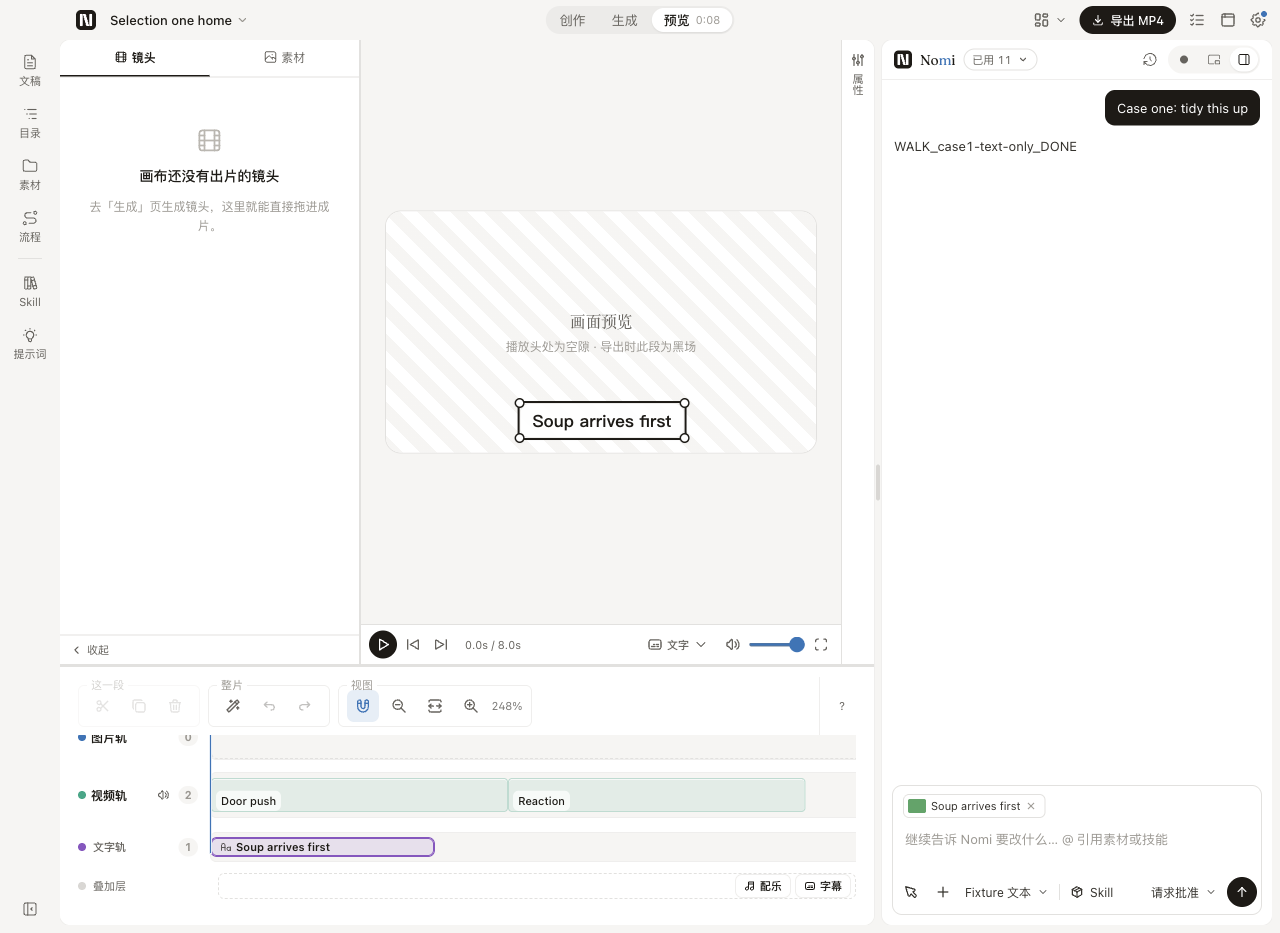 Selection one home
创作
生成
预览 0:08
导出 MP4
文稿
目录
素材
流程
Skill
提示词
镜头
素材
画布还没有出片的镜头
去「生成」页生成镜头，这里就能直接拖进成
片。
收起
属性
画面预览
播放头处为空隙 · 导出时此段为黑场
Soup arrives first
0.0s / 8.0s
文字
Nomi
已用 11
Case one: tidy this up
WALK_case1-text-only_DONE
这一段
整片
视图
248%
?
图片轨 0
视频轨 2
Door push
Reaction
文字轨 1
Aa Soup arrives first
叠加层
配乐
字幕
Soup arrives first ×
继续告诉 Nomi 要改什么... @ 引用素材或技能
Fixture 文本
Skill
请求批准